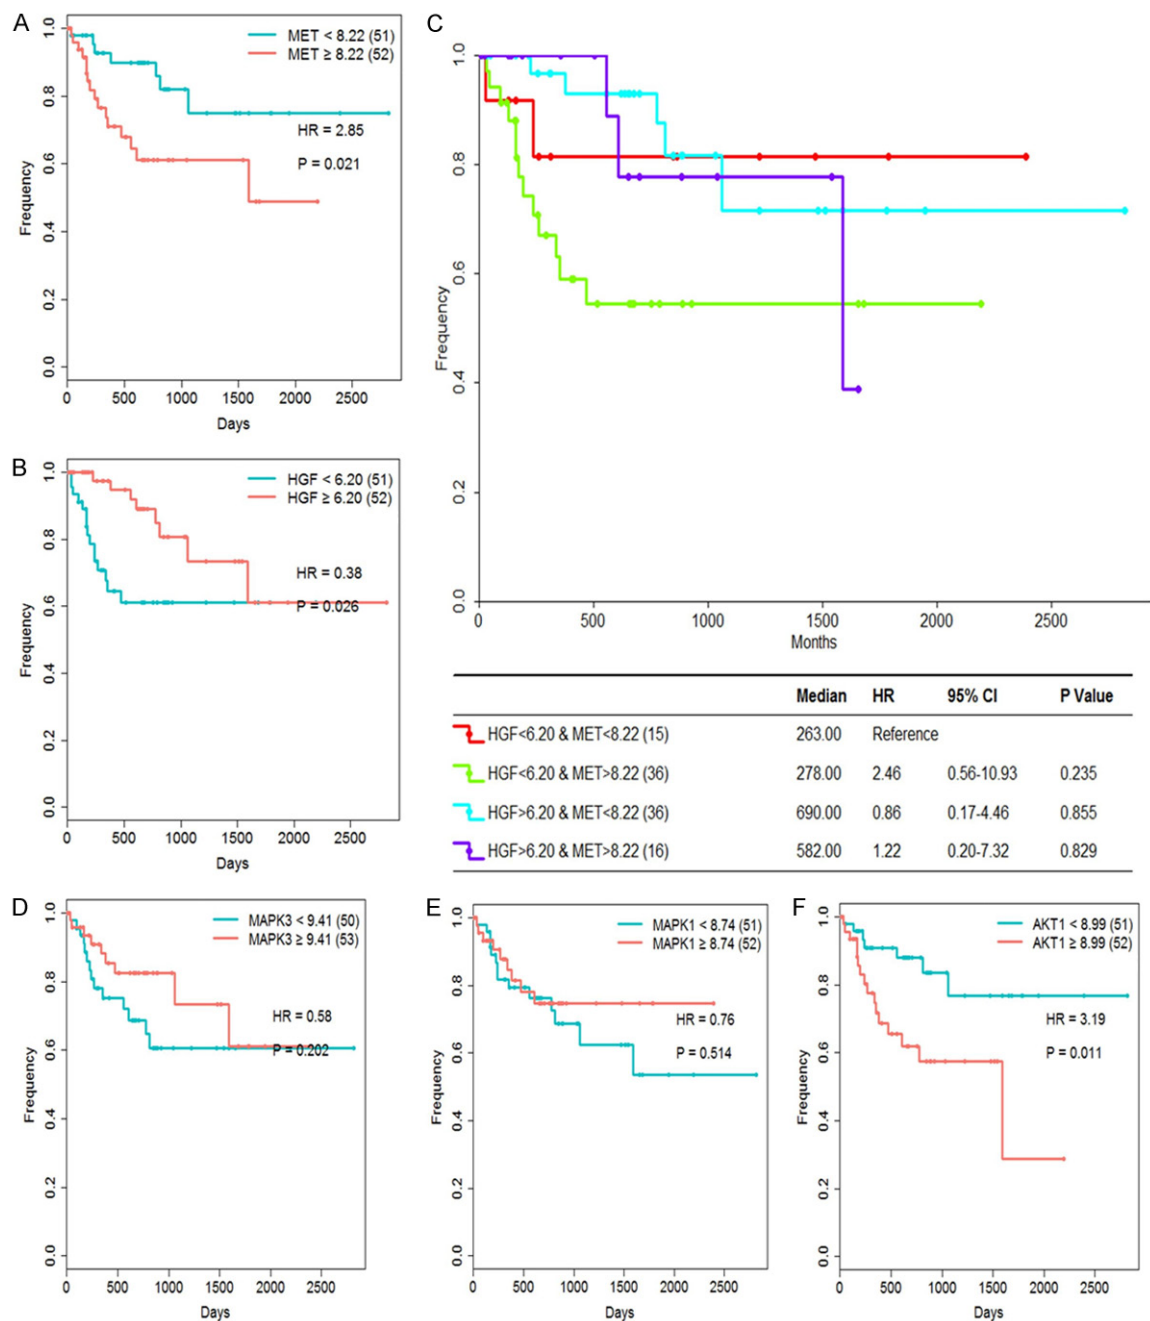 A
MET < 8.22 (51)
MET ≥ 8.22 (52)
HR = 2.85
P = 0.021
Frequency
1.0
0.8
0.6
0.4
0.2
0.0
0 500 1000 1500 2000 2500
Days
B
HGF < 6.20 (51)
HGF ≥ 6.20 (52)
HR = 0.38
P = 0.026
Frequency
1.0
0.8
0.6
0.4
0.2
0.0
0 500 1000 1500 2000 2500
Days
C
Frequency
1.0
0.8
0.6
0.4
0.2
0.0
0 500 1000 1500 2000 2500
Months
Median HR 95% CI P Value
HGF<6.20 & MET<8.22 (15) 263.00 Reference
HGF<6.20 & MET>8.22 (36) 278.00 2.46 0.56-10.93 0.235
HGF>6.20 & MET<8.22 (36) 690.00 0.86 0.17-4.46 0.855
HGF>6.20 & MET>8.22 (16) 582.00 1.22 0.20-7.32 0.829
D
MAPK3 < 9.41 (50)
MAPK3 ≥ 9.41 (53)
HR = 0.58
P = 0.202
Frequency
1.0
0.8
0.6
0.4
0.2
0.0
0 500 1000 1500 2000 2500
Days
E
MAPK1 < 8.74 (51)
MAPK1 ≥ 8.74 (52)
HR = 0.76
P = 0.514
Frequency
1.0
0.8
0.6
0.4
0.2
0.0
0 500 1000 1500 2000 2500
Days
F
AKT1 < 8.99 (51)
AKT1 ≥ 8.99 (52)
HR = 3.19
P = 0.011
Frequency
1.0
0.8
0.6
0.4
0.2
0.0
0 500 1000 1500 2000 2500
Days